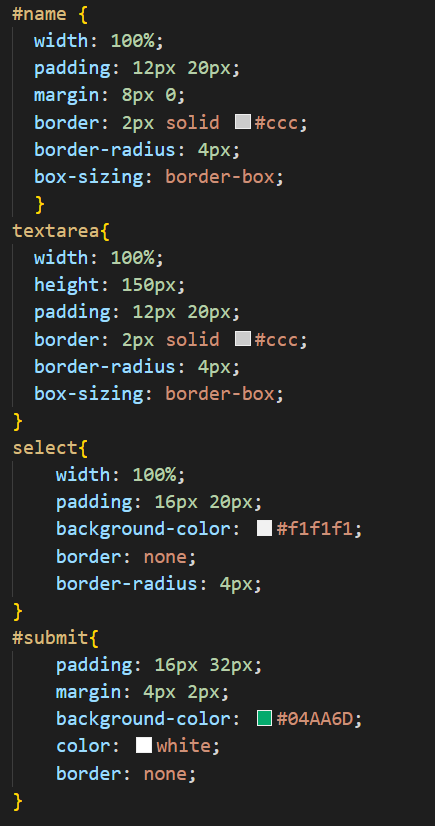 #name {
  width: 100%;
  padding: 12px 20px;
  margin: 8px 0;
  border: 2px solid #ccc;
  border-radius: 4px;
  box-sizing: border-box;
  }
textarea{
  width: 100%;
  height: 150px;
  padding: 12px 20px;
  border: 2px solid #ccc;
  border-radius: 4px;
  box-sizing: border-box;
}
select{
    width: 100%;
    padding: 16px 20px;
    background-color: #f1f1f1;
    border: none;
    border-radius: 4px;
}
#submit{
    padding: 16px 32px;
    margin: 4px 2px;
    background-color: #04AA6D;
    color: white;
    border: none;
}